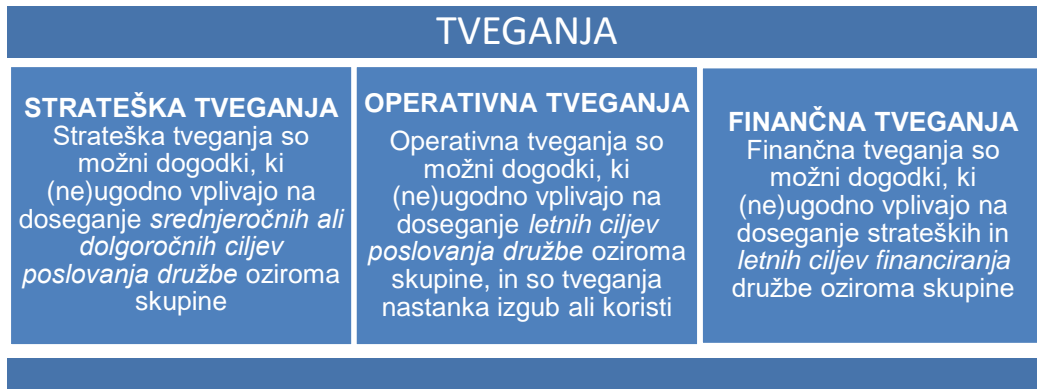 TVEGANJA
STRATEŠKA TVEGANJA
Strateška tveganja so
možni dogodki, ki
(ne)ugodno vplivajo na
doseganje srednjeročnih ali
dolgoročnih ciljev
poslovanja družbe oziroma
skupine
OPERATIVNA TVEGANJA
Operativna tveganja so
možni dogodki, ki
(ne)ugodno vplivajo na
doseganje letnih ciljev
poslovanja družbe oziroma
skupine, in so tveganja
nastanka izgub ali koristi
FINANČNA TVEGANJA
Finančna tveganja so
možni dogodki, ki
(ne)ugodno vplivajo na
doseganje strateških in
letnih ciljev financiranja
družbe oziroma skupine